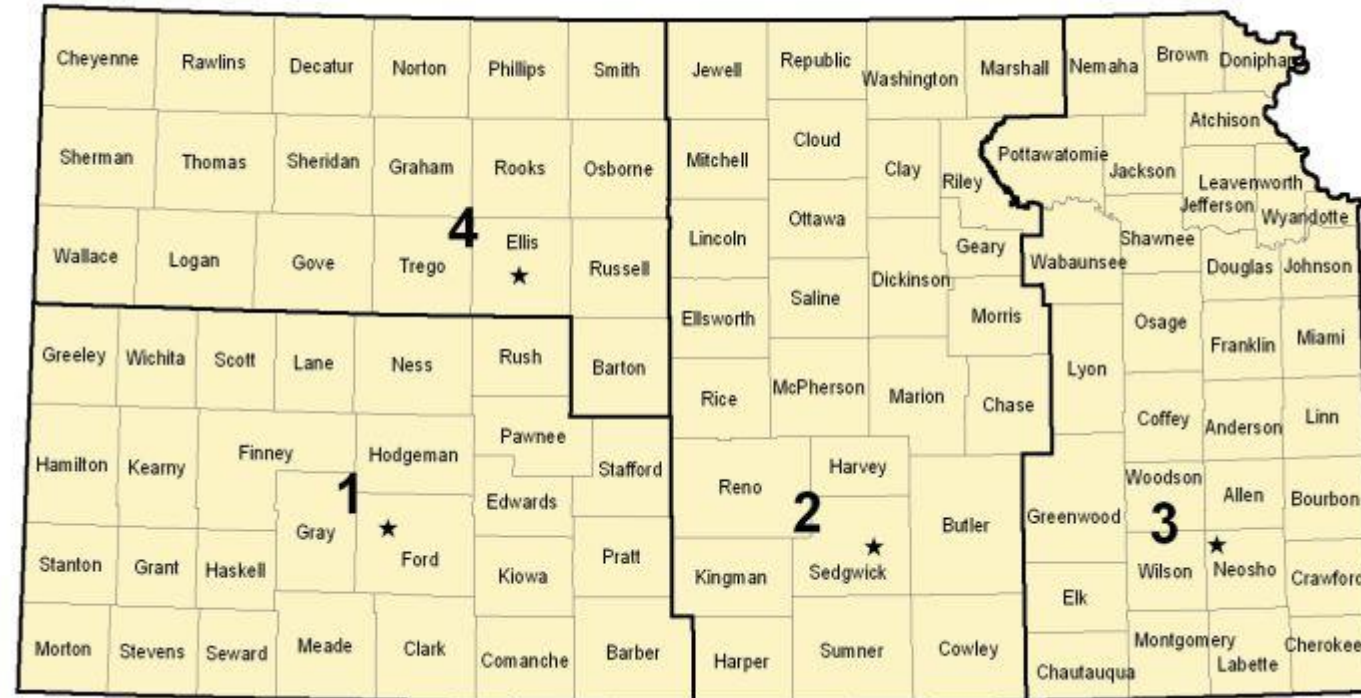 Cheyenne Rawlins Decatur Norton Phillips Smith Jewell Republic Washington Marshall Nemaha Brown Doniphan
Sherman Thomas Sheridan Graham Rooks Osborne Mitchell Cloud Clay Riley Pottawatomie Jackson Atchison
Leavenworth
Jefferson Wyandotte
Wallace Logan Gove Trego 4 Ellis Russell Lincoln Ottawa Dickinson Geary Wabaunsee Shawnee Douglas Johnson
Ellsworth Saline Morris Osage Franklin Miami
Greeley Wichita Scott Lane Ness Rush Barton Rice McPherson Marion Chase Lyon Coffey Anderson Linn
Hamilton Kearny Finney Hodgeman Pawnee Stafford Reno Harvey Butler Greenwood Woodson Allen Bourbon
1 Edwards 2 3
Stanton Grant Haskell Gray Ford Kiowa Pratt Kingman Sedgwick Elk Wilson Neosho Crawford
Morton Stevens Seward Meade Clark Comanche Barber Harper Sumner Cowley Chautauqua Montgomery Labette Cherokee